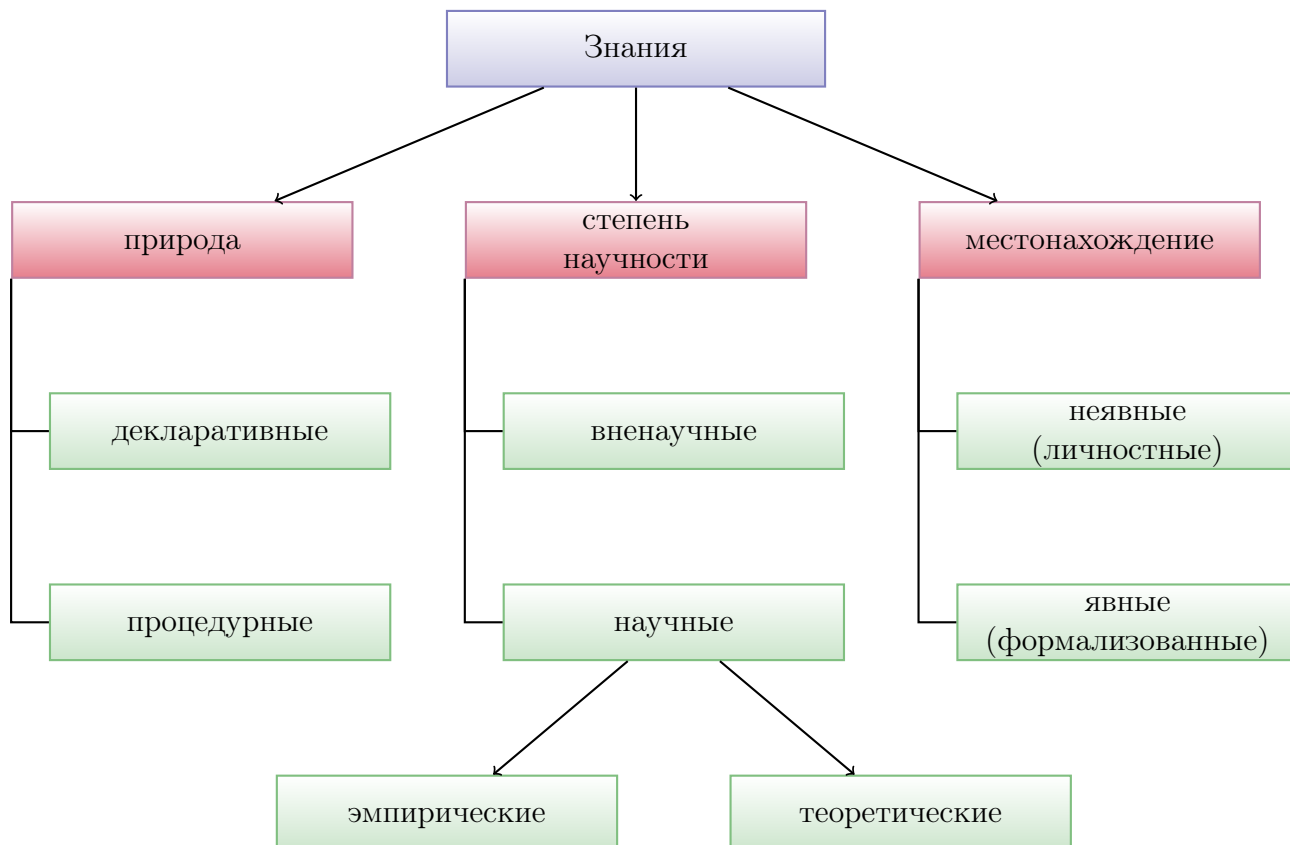 Знания
природа
степень
научности
местонахождение
декларативные
вненаучные
неявные
(личностные)
процедурные
научные
явные
(формализованные)
эмпирические
теоретические